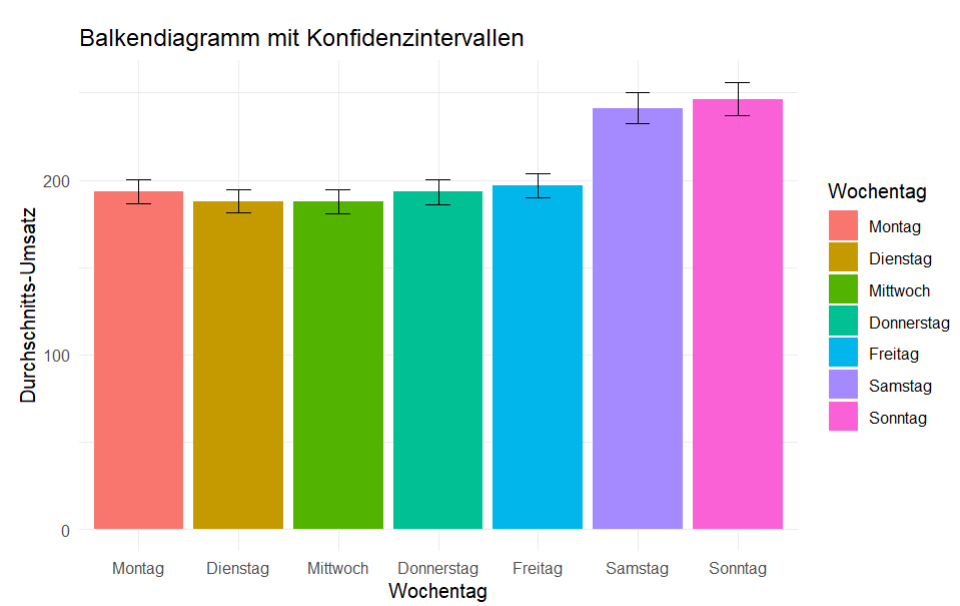 Balkendiagramm mit Konfidenzintervallen
Durchschnitts-Umsatz
200
100
0
Montag Dienstag Mittwoch Donnerstag Freitag Samstag Sonntag
Wochentag
Wochentag
Montag
Dienstag
Mittwoch
Donnerstag
Freitag
Samstag
Sonntag